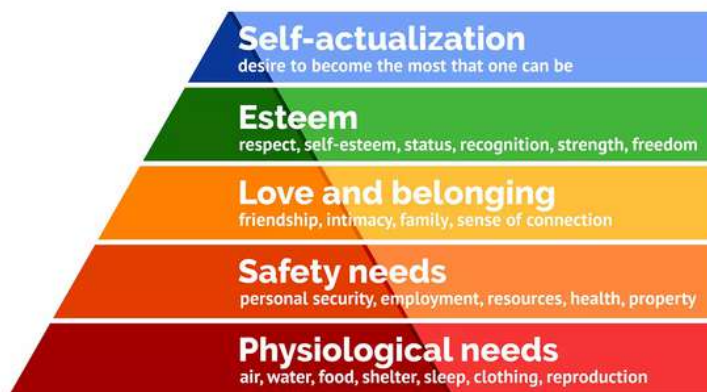 Self-actualization
desire to become the most that one can be
Esteem
respect, self-esteem, status, recognition, strength, freedom
Love and belonging
friendship, intimacy, family, sense of connection
Safety needs
personal security, employment, resources, health, property
Physiological needs
air, water, food, shelter, sleep, clothing, reproduction